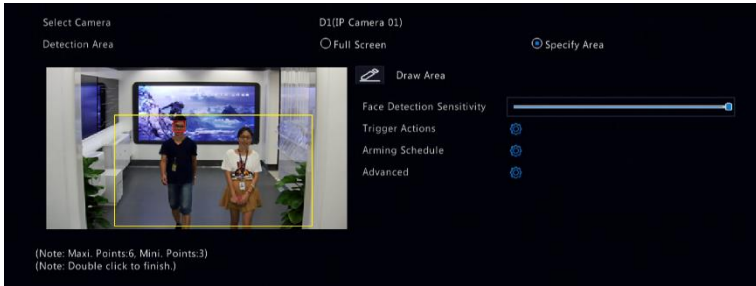 Select Camera D1(IP Camera 01)
Detection Area Full Screen Specify Area
Draw Area
Face Detection Sensitivity
Trigger Actions
Arming Schedule
Advanced
(Note: Maxi. Points:6, Mini. Points:3)
(Note: Double click to finish.)